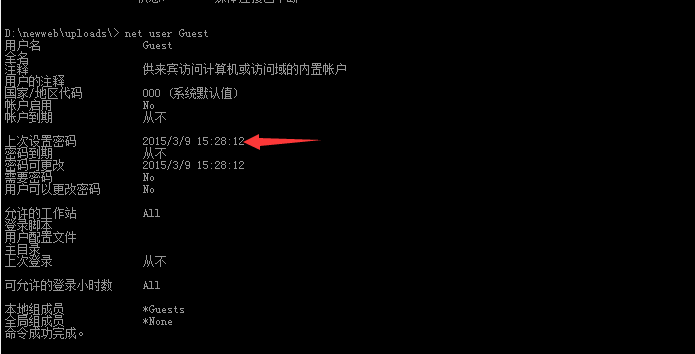 D:\newweb\uploads\> net user Guest
用户名 Guest
全名
注释 供来宾访问计算机或访问域的内置帐户
用户的注释
国家/地区代码 000 (系统默认值)
帐户启用 No
帐户到期 从不
上次设置密码 2015/3/9 15:28:12
密码到期 从不
密码可更改 2015/3/9 15:28:12
需要密码 No
用户可以更改密码 No
允许的工作站 All
登录脚本
用户配置文件
主目录
上次登录 从不
可允许的登录小时数 All
本地组成员 *Guests
全局组成员 *None
命令成功完成。